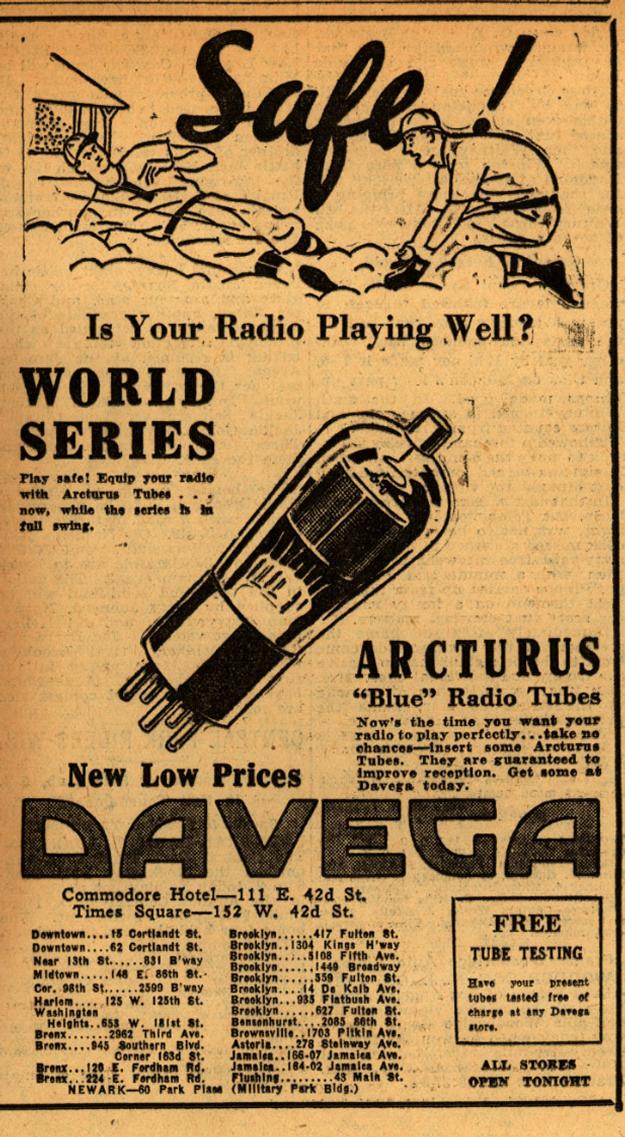 Safe!
Is Your Radio Playing Well?
WORLD
SERIES
Play safe! Equip your radio
with Arcturus Tubes . . .
now, while the series is in
full swing.
ARCTURUS
"Blue" Radio Tubes
Now's the time you want your
radio to play perfectly...take no
chances—insert some Arcturus
Tubes. They are guaranteed to
improve reception. Get some at
Davega today.
New Low Prices
DAVEGA
Commodore Hotel—111 E. 42d St.
Times Square—152 W. 42d St.
Downtown....15 Cortlandt St.
Downtown....62 Cortlandt St.
Near 13th St......831 B'way
Midtown.....148 E. 86th St.
Cor. 98th St......2599 B'way
Harlem....125 W. 125th St.
Washington
Heights..653 W. 181st St.
Bronx.......2962 Third Ave.
Bronx....945 Southern Blvd.
Corner 163d St.
Bronx...120 E. Fordham Rd.
Bronx...224 E. Fordham Rd.
Brooklyn......417 Fulton St.
Brooklyn..1304 Kings H'way
Brooklyn.....5108 Fifth Ave.
Brooklyn.....1449 Broadway
Brooklyn......559 Fulton St.
Brooklyn....14 De Kalb Ave.
Brooklyn...935 Flatbush Ave.
Brooklyn......627 Fulton St.
Bensonhurst....2085 86th St.
Brownsville..1703 Pitkin Ave.
Astoria....278 Steinway Ave.
Jamaica..166-07 Jamaica Ave.
Jamaica..164-02 Jamaica Ave.
Flushing.........43 Main St.
NEWARK—60 Park Place (Military Park Bldg.)
FREE
TUBE TESTING
Have your present
tubes tested free of
charge at any Davega
store.
ALL STORES
OPEN TONIGHT